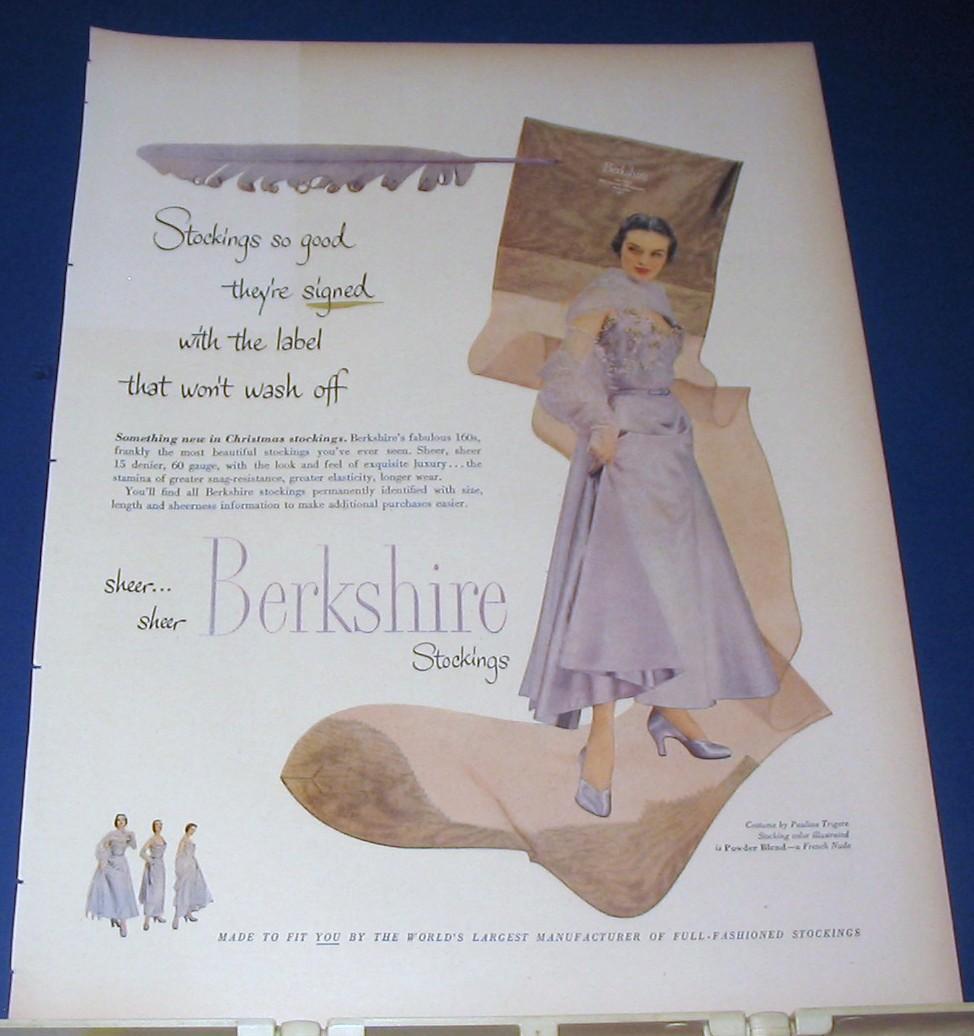 Berkshire
Stockings so good
they're signed
with the label
that won't wash off
Something new in Christmas stockings. Berkshire's fabulous 160s,
frankly the most beautiful stockings you've ever seen. Sheer, sheer
15 denier, 60 gauge, with the look and feel of exquisite luxury...the
stamina of greater snag-resistance, greater elasticity, longer wear.
You'll find all Berkshire stockings permanently identified with size,
length and sheerness information to make additional purchases easier.
sheer...
sheer
Berkshire
Stockings
Costume by Pauline Trigere
Stocking color illustrated
is Powder Blend—a French Nude
MADE TO FIT YOU BY THE WORLD'S LARGEST MANUFACTURER OF FULL-FASHIONED STOCKINGS